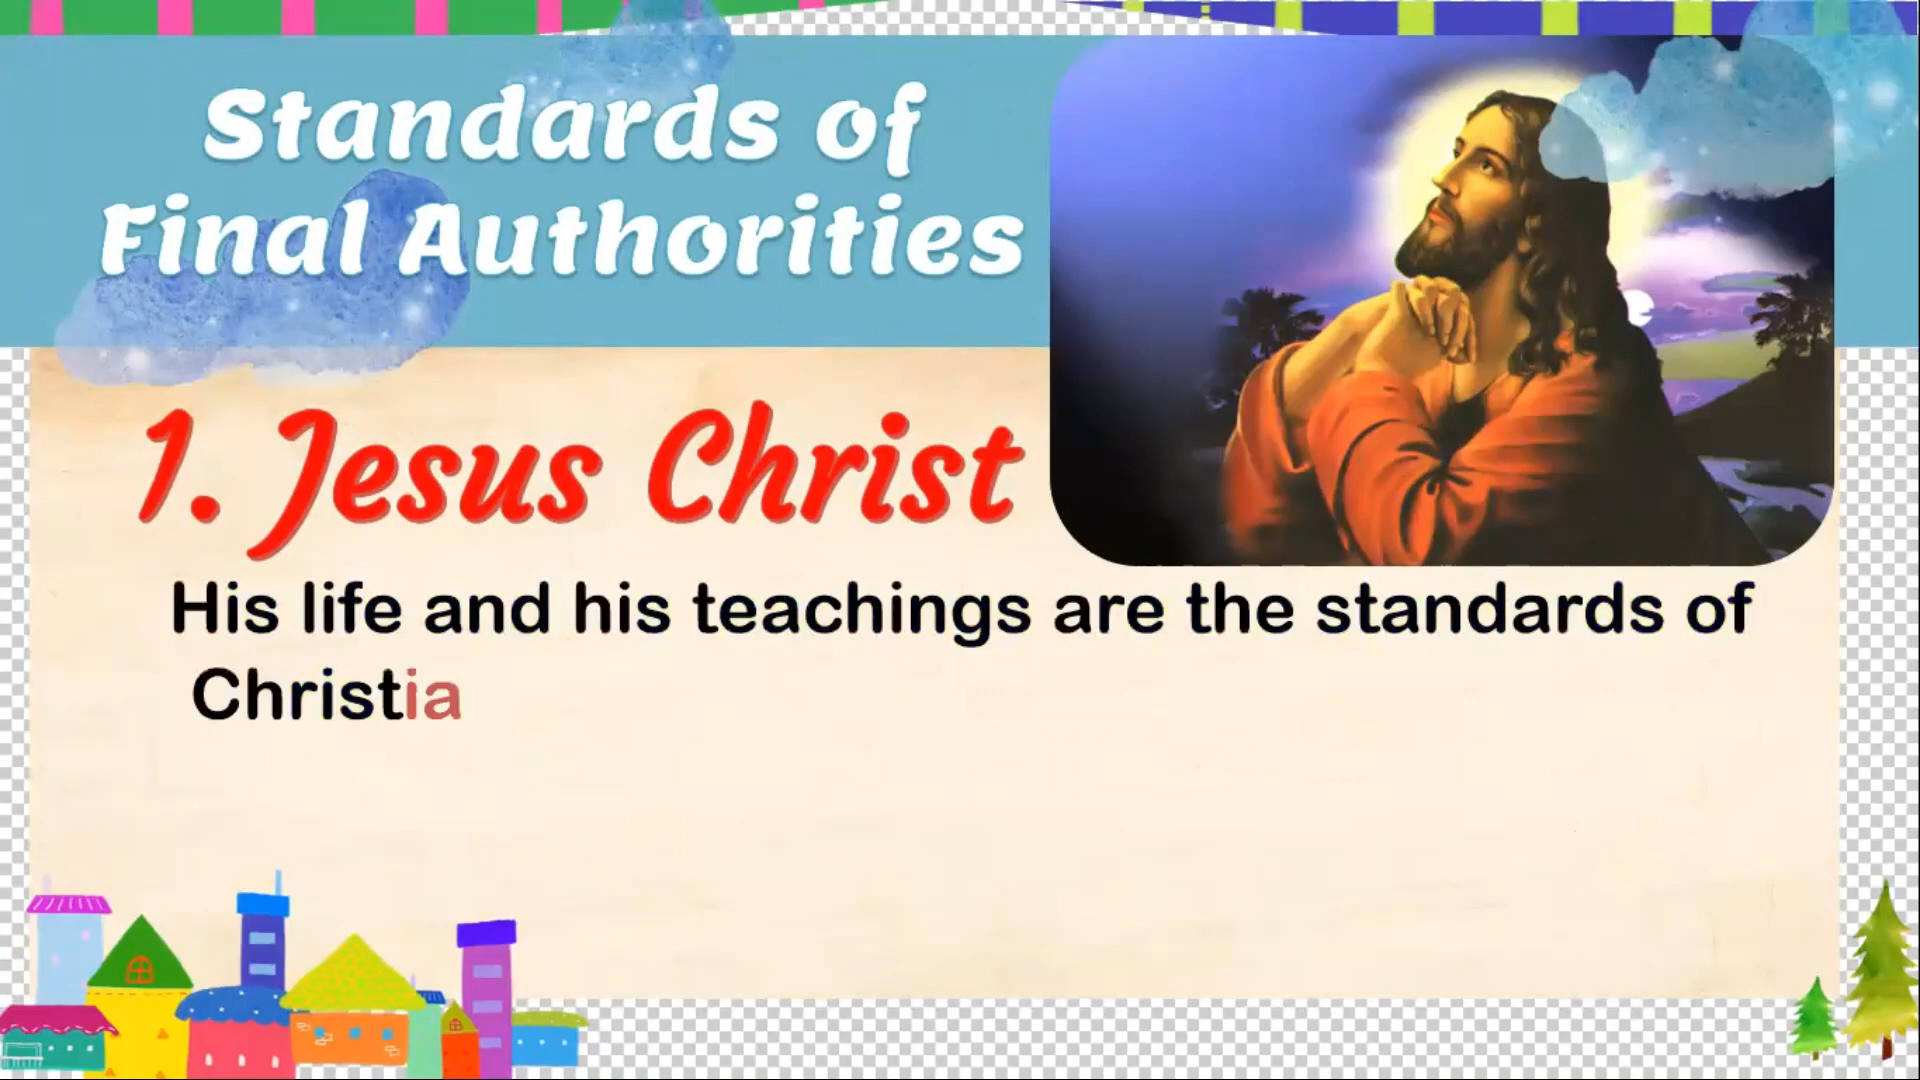 Standards of
Final Authorities
1. Jesus Christ
His life and his teachings are the standards of
Christia